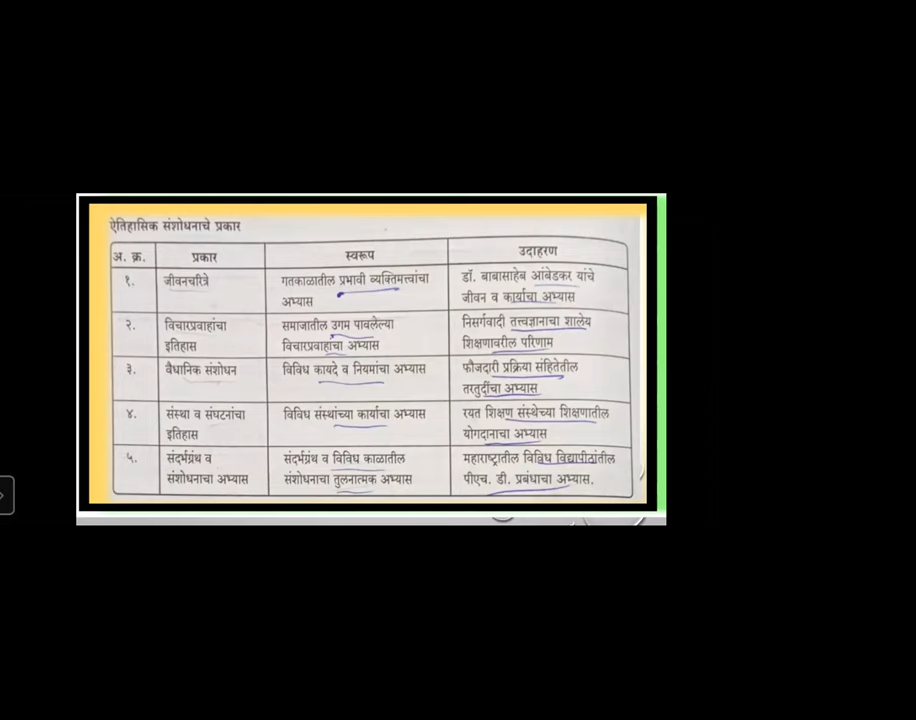 ऐतिहासिक संशोधनाचे प्रकार
अ. क्र. प्रकार स्वरूप उदाहरण
१. जीवनचरित्रे गतकाळातील प्रभावी व्यक्तिमत्त्वांचा डॉ. बाबासाहेब आंबेडकर यांचे
अभ्यास जीवन व कार्याचा अभ्यास
२. विचारप्रवाहांचा समाजातील उगम पावलेल्या निसर्गवादी तत्त्वज्ञानाचा शालेय
इतिहास विचारप्रवाहांचा अभ्यास शिक्षणावरील परिणाम
३. वैधानिक संशोधन विविध कायदे व नियमांचा अभ्यास फौजदारी प्रक्रिया संहितेतील
तरतुदींचा अभ्यास
४. संस्था व संघटनांचा विविध संस्थांच्या कार्याचा अभ्यास रयत शिक्षण संस्थेच्या शिक्षणातील
इतिहास योगदानाचा अभ्यास
५. संदर्भग्रंथ व संदर्भग्रंथ व विविध काळातील महाराष्ट्रातील विविध विद्यापीठांतील
संशोधनाचा अभ्यास संशोधनाचा तुलनात्मक अभ्यास पीएच. डी. प्रबंधाचा अभ्यास.